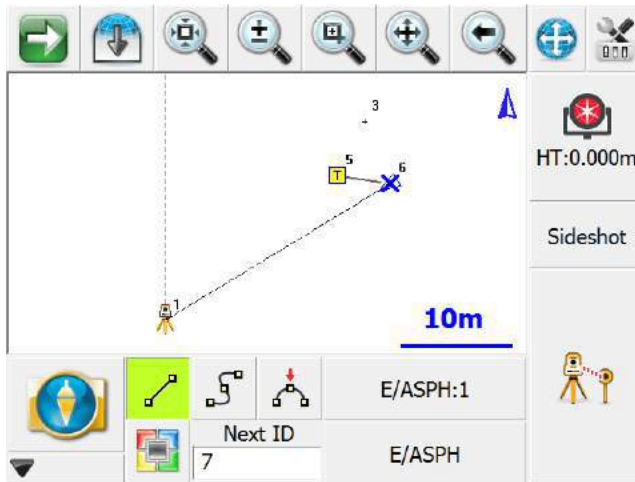 3
5
T
6
HT:0.000m
Sideshot
1
10m
E/ASPH:1
Next ID
7
E/ASPH